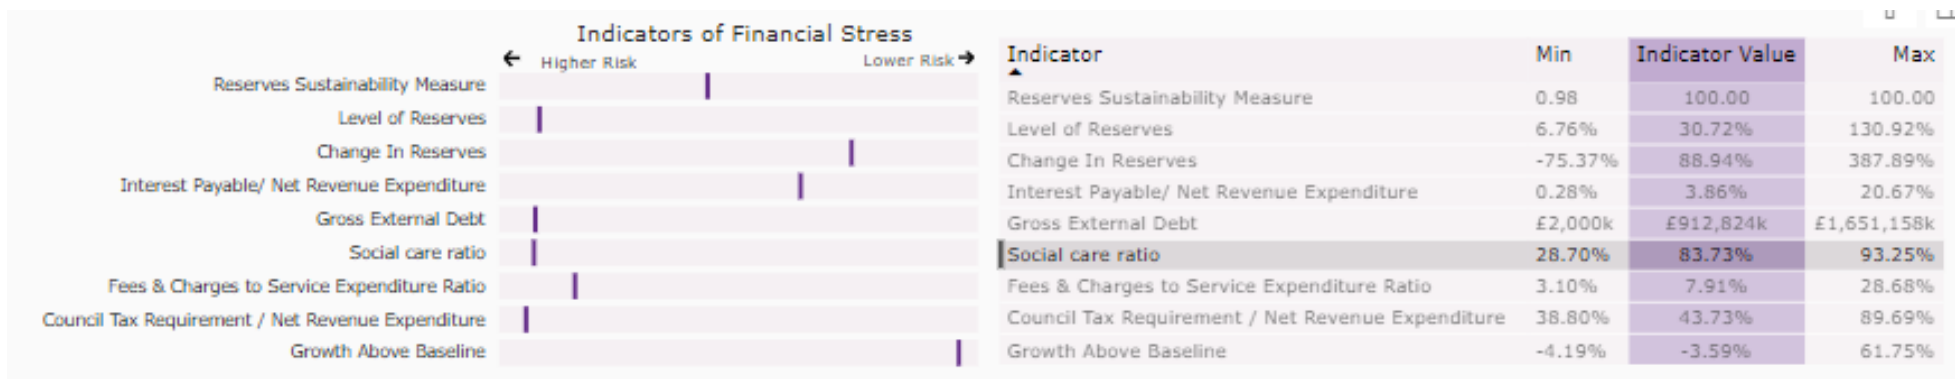 Indicators of Financial Stress
← Higher Risk Lower Risk →
Reserves Sustainability Measure
Level of Reserves
Change In Reserves
Interest Payable/ Net Revenue Expenditure
Gross External Debt
Social care ratio
Fees & Charges to Service Expenditure Ratio
Council Tax Requirement / Net Revenue Expenditure
Growth Above Baseline
Indicator Min Indicator Value Max
Reserves Sustainability Measure 0.98 100.00 100.00
Level of Reserves 6.76% 30.72% 130.92%
Change In Reserves -75.37% 88.94% 387.89%
Interest Payable/ Net Revenue Expenditure 0.28% 3.86% 20.67%
Gross External Debt £2,000k £912,824k £1,651,158k
Social care ratio 28.70% 83.73% 93.25%
Fees & Charges to Service Expenditure Ratio 3.10% 7.91% 28.68%
Council Tax Requirement / Net Revenue Expenditure 38.80% 43.73% 89.69%
Growth Above Baseline -4.19% -3.59% 61.75%